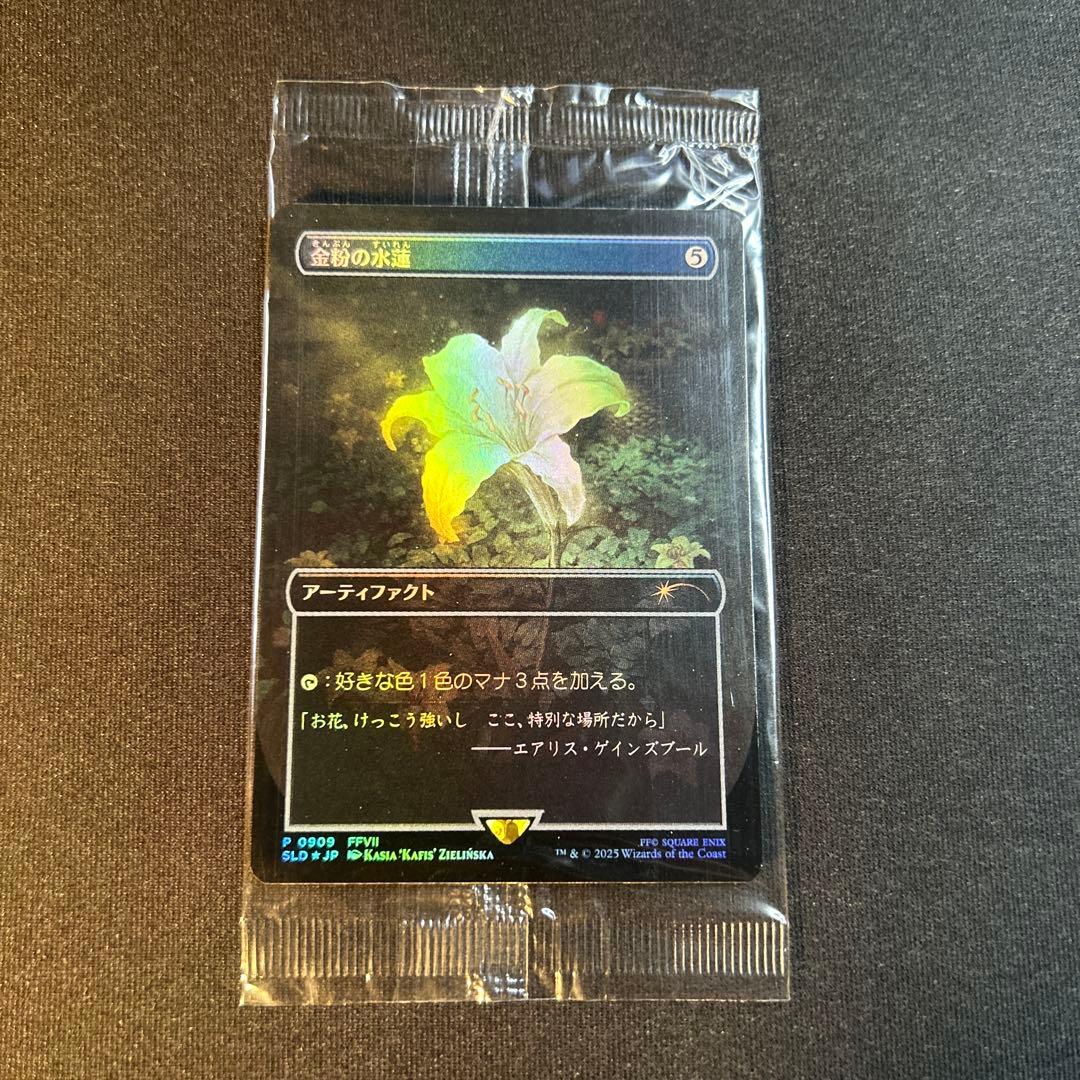 きんぷん すいれん
金粉の水蓮 5
アーティファクト
:好きな色1色のマナ3点を加える。
「お花、けっこう強いし ここ、特別な場所だから」
──エアリス・ゲインズブール
P 0909 FFVII FF© SQUARE ENIX
SLD★JP KASIA 'KAFIS' ZIELIŃSKA ™ & © 2025 Wizards of the Coast